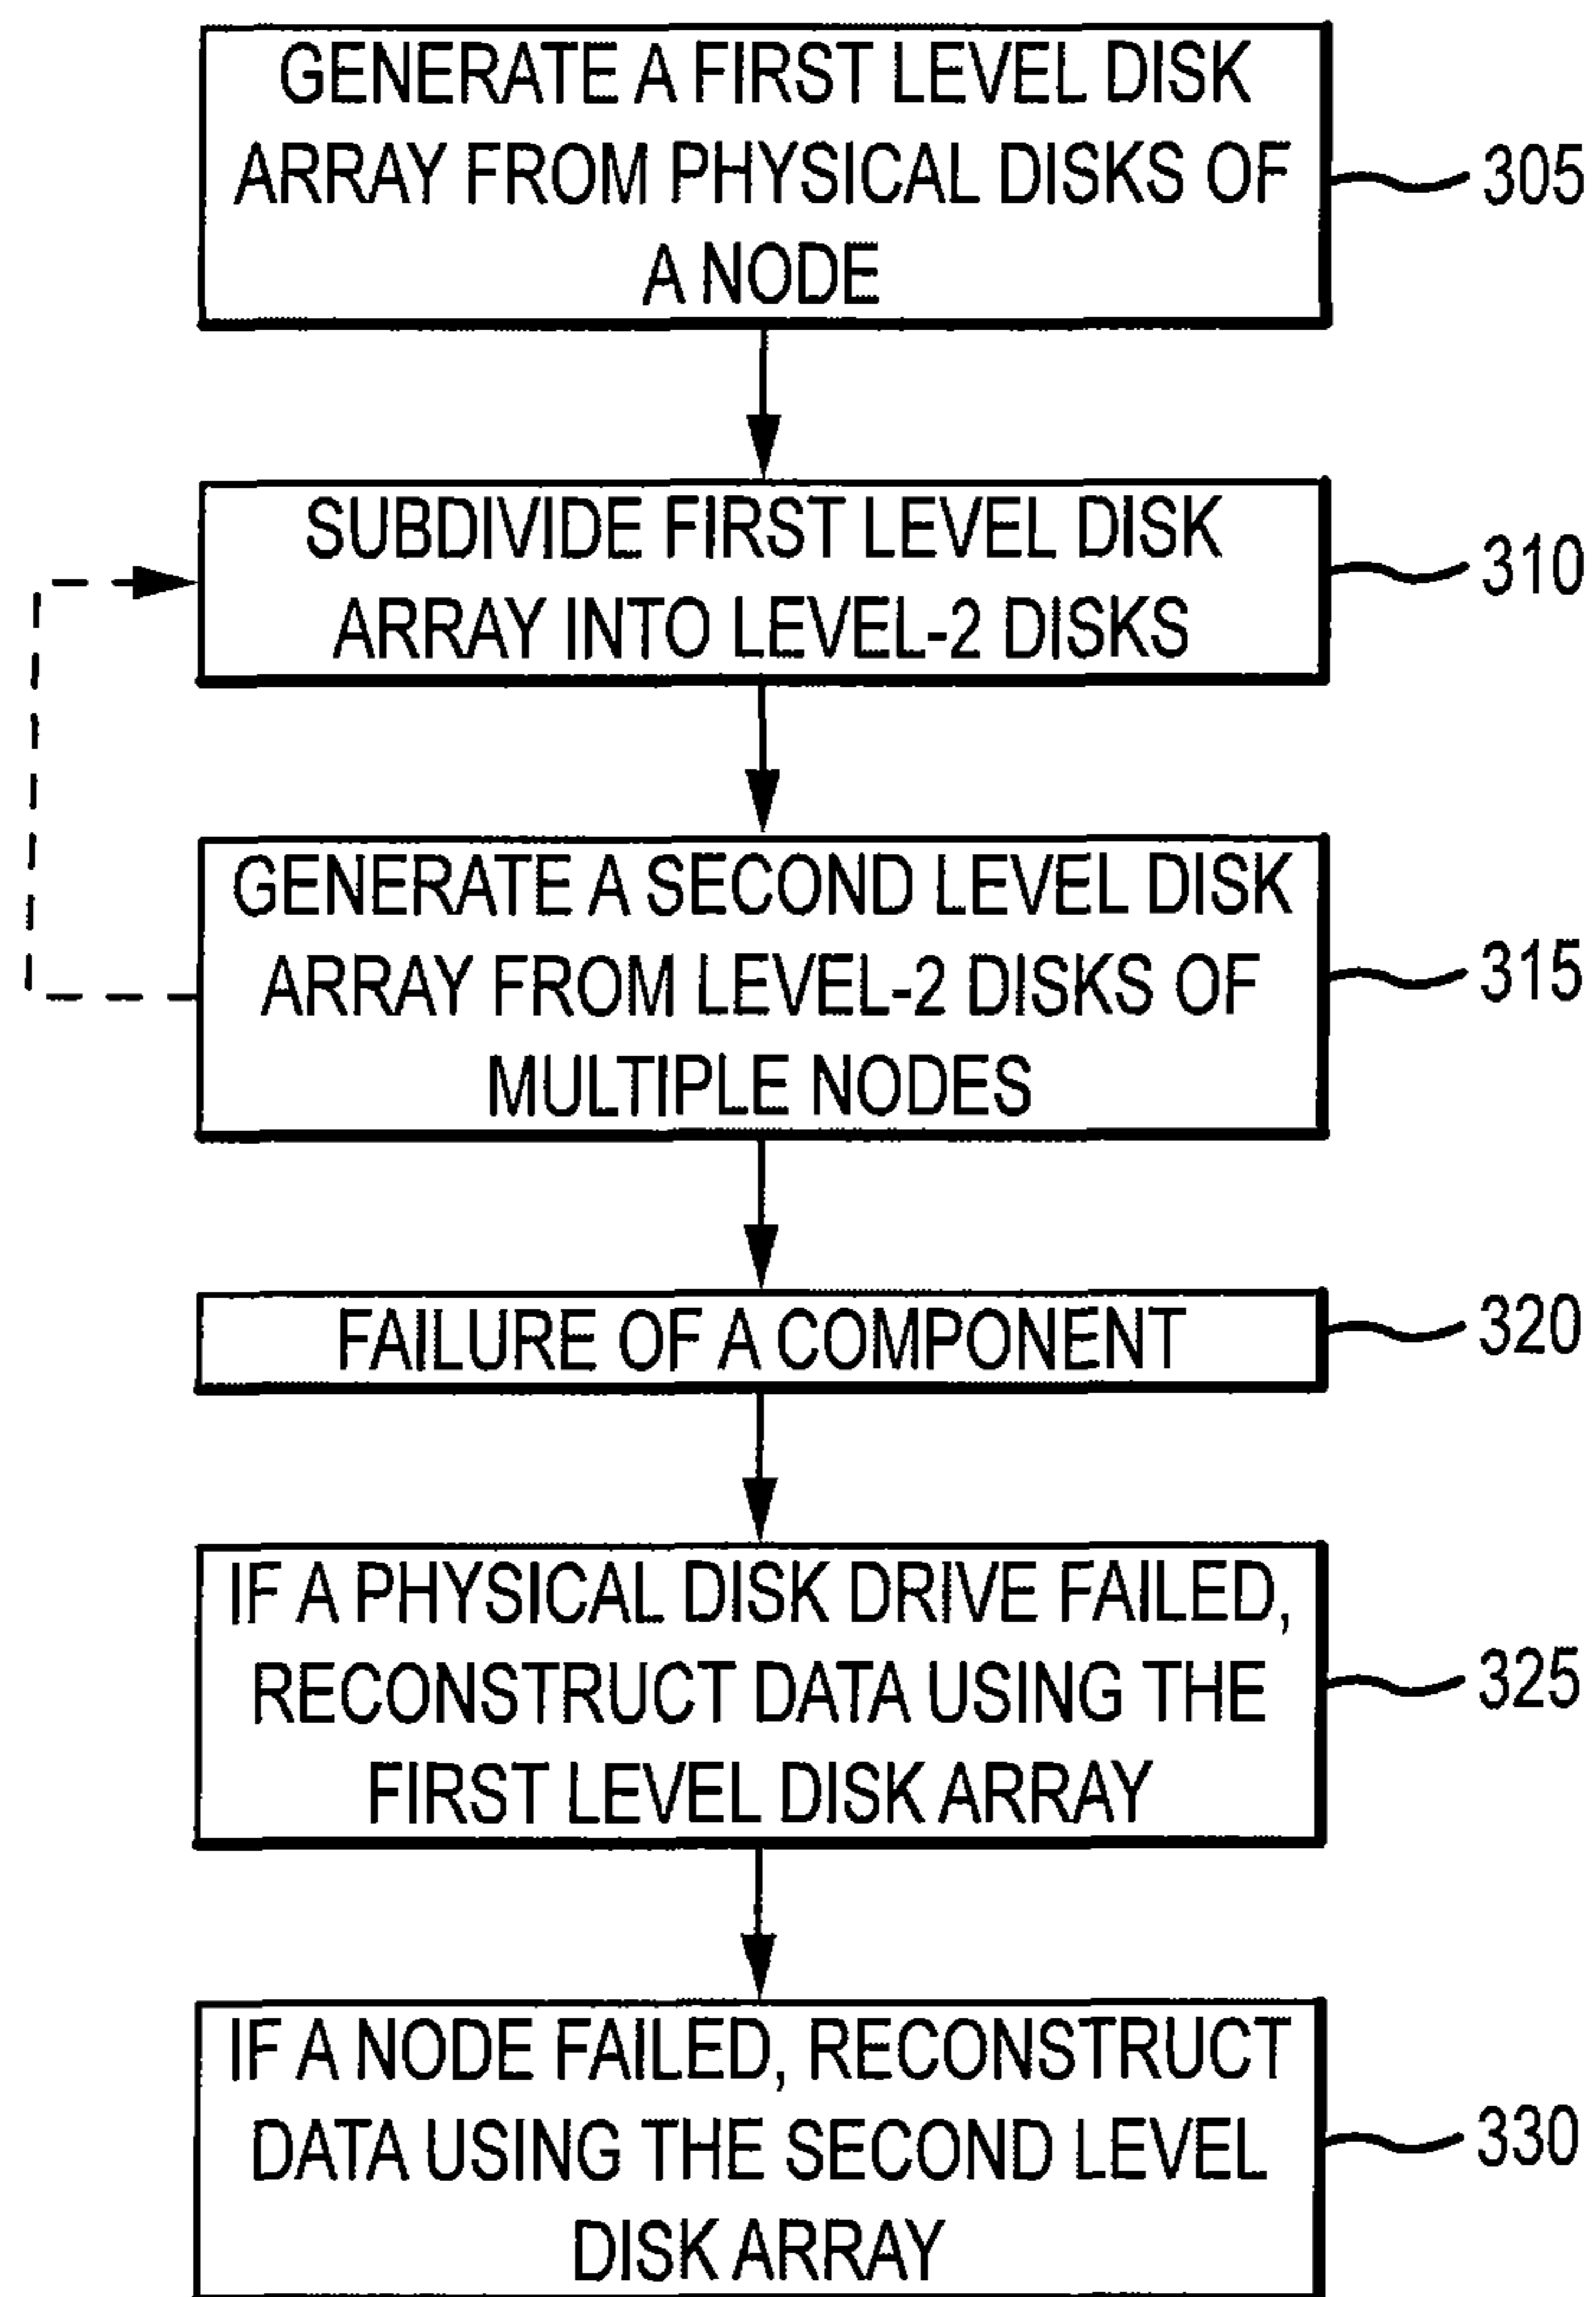 GENERATE A FIRST LEVEL DISK
ARRAY FROM PHYSICAL DISKS OF
A NODE
305
SUBDIVIDE FIRST LEVEL DISK
ARRAY INTO LEVEL-2 DISKS
310
GENERATE A SECOND LEVEL DISK
ARRAY FROM LEVEL-2 DISKS OF
MULTIPLE NODES
315
FAILURE OF A COMPONENT
320
IF A PHYSICAL DISK DRIVE FAILED,
RECONSTRUCT DATA USING THE
FIRST LEVEL DISK ARRAY
325
IF A NODE FAILED, RECONSTRUCT
DATA USING THE SECOND LEVEL
DISK ARRAY
330